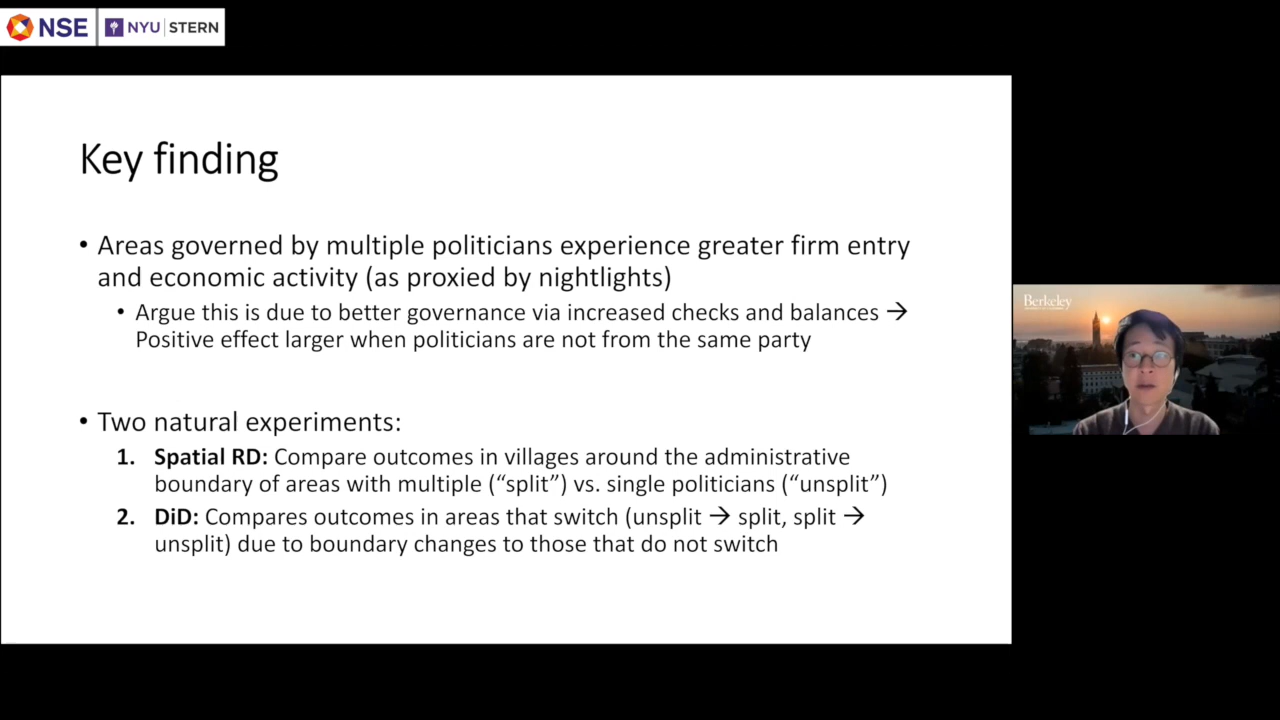 NSE NYU STERN
Key finding
• Areas governed by multiple politicians experience greater firm entry
and economic activity (as proxied by nightlights)
• Argue this is due to better governance via increased checks and balances →
Positive effect larger when politicians are not from the same party
• Two natural experiments:
1. Spatial RD: Compare outcomes in villages around the administrative
boundary of areas with multiple (“split”) vs. single politicians (“unsplit”)
2. DiD: Compares outcomes in areas that switch (unsplit → split, split →
unsplit) due to boundary changes to those that do not switch
Berkeley